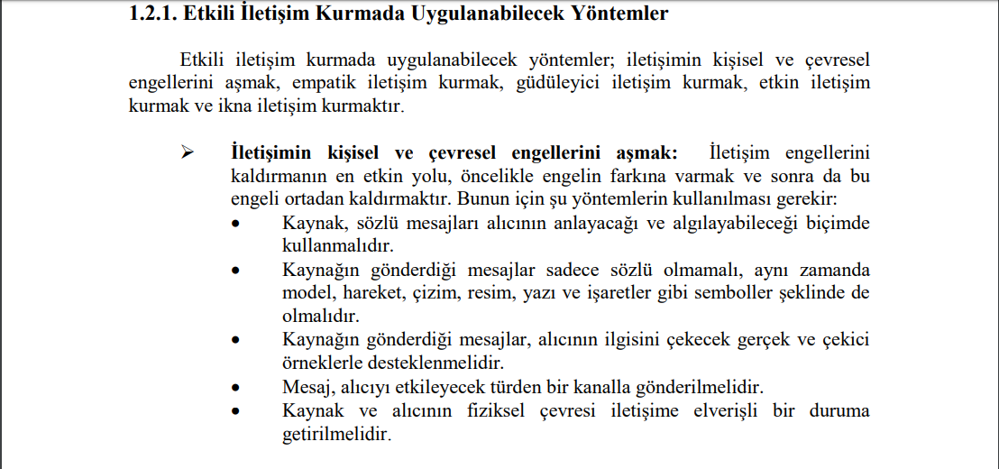 1.2.1. Etkili İletişim Kurmada Uygulanabilecek Yöntemler
Etkili iletişim kurmada uygulanabilecek yöntemler; iletişimin kişisel ve çevresel
engellerini aşmak, empatik iletişim kurmak, güdüleyici iletişim kurmak, etkin iletişim
kurmak ve ikna iletişim kurmaktır.
➢ İletişimin kişisel ve çevresel engellerini aşmak: İletişim engellerini
kaldırmanın en etkin yolu, öncelikle engelin farkına varmak ve sonra da bu
engeli ortadan kaldırmaktır. Bunun için şu yöntemlerin kullanılması gerekir:
• Kaynak, sözlü mesajları alıcının anlayacağı ve algılayabileceği biçimde
kullanmalıdır.
• Kaynağın gönderdiği mesajlar sadece sözlü olmamalı, aynı zamanda
model, hareket, çizim, resim, yazı ve işaretler gibi semboller şeklinde de
olmalıdır.
• Kaynağın gönderdiği mesajlar, alıcının ilgisini çekecek gerçek ve çekici
örneklerle desteklenmelidir.
• Mesaj, alıcıyı etkileyecek türden bir kanalla gönderilmelidir.
• Kaynak ve alıcının fiziksel çevresi iletişime elverişli bir duruma
getirilmelidir.